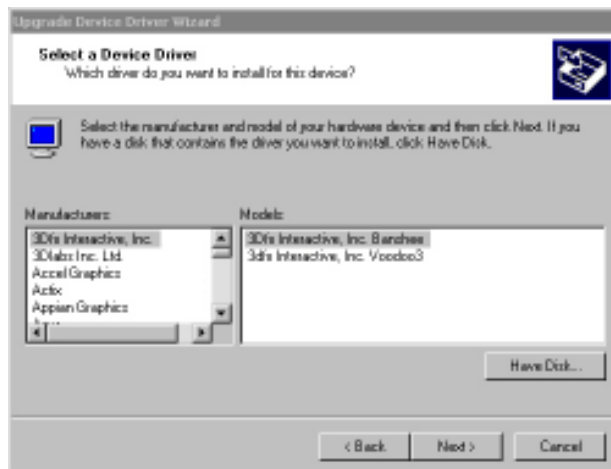 Upgrade Device Driver Wizard
Select a Device Driver
Which driver do you want to install for this device?
Select the manufacturer and model of your hardware device and then click Next. If you
have a disk that contains the driver you want to install, click Have Disk.
Manufacturers:
3Dfx Interactive, Inc.
3Dlabs Inc. Ltd.
Accel Graphics
Actix
Appian Graphics
Models:
3Dfx Interactive, Inc. Banshee
3dfx Interactive, Inc. Voodoo3
Have Disk...
< Back
Next >
Cancel